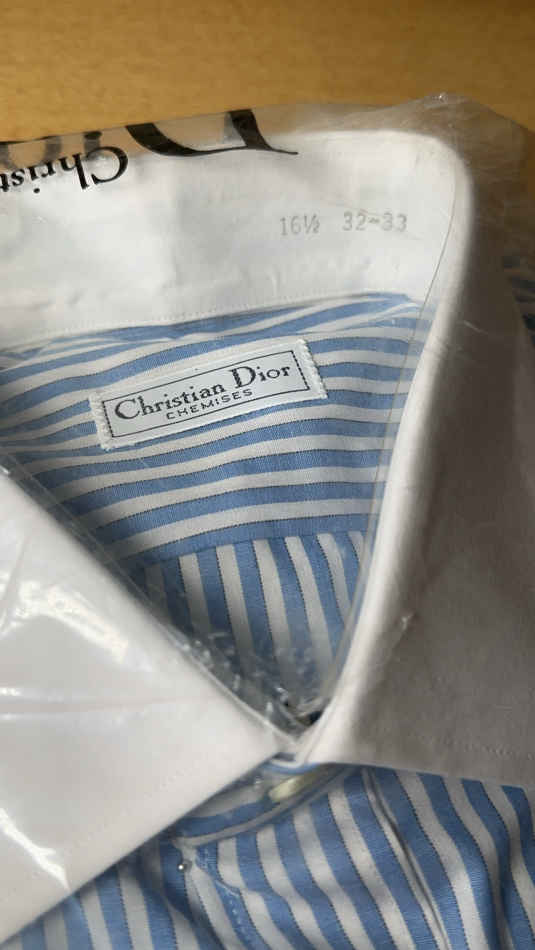 Christ
D
16½ 32-33
Christian Dior
CHEMISES